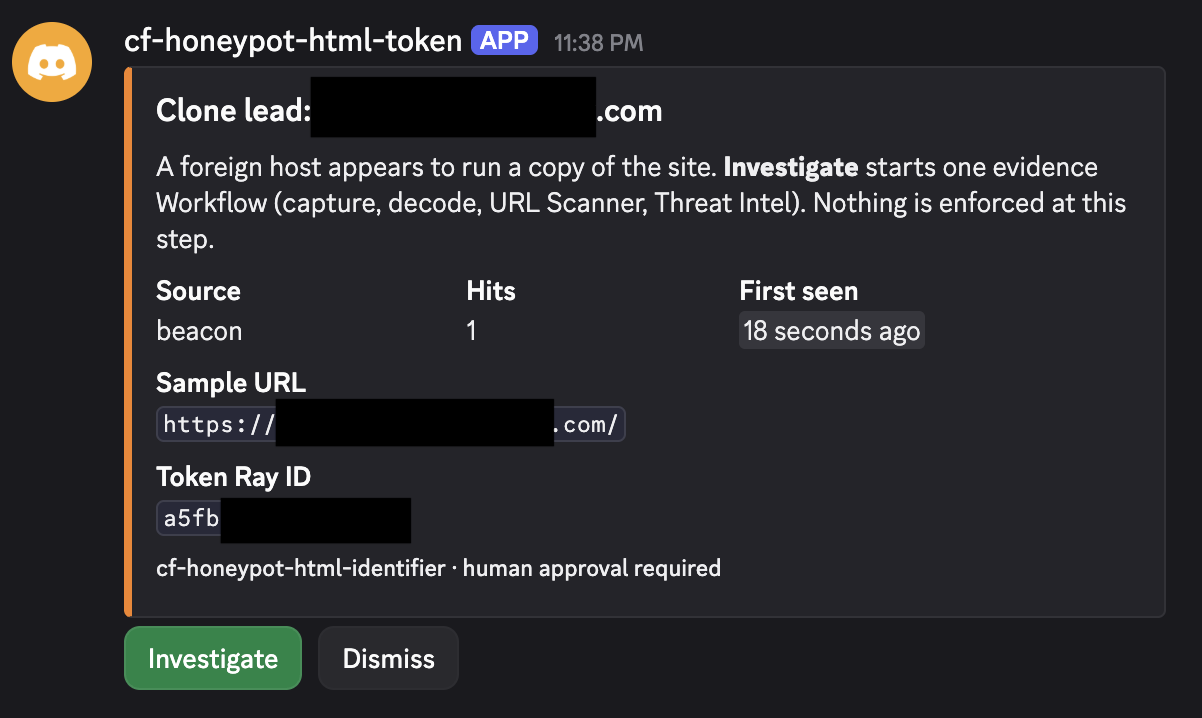 cf-honeypot-html-token APP 11:38 PM
Clone lead: .com
A foreign host appears to run a copy of the site. Investigate starts one evidence
Workflow (capture, decode, URL Scanner, Threat Intel). Nothing is enforced at this
step.
Source Hits First seen
beacon 1 18 seconds ago
Sample URL
https:// .com/
Token Ray ID
a5fb
cf-honeypot-html-identifier · human approval required
Investigate Dismiss